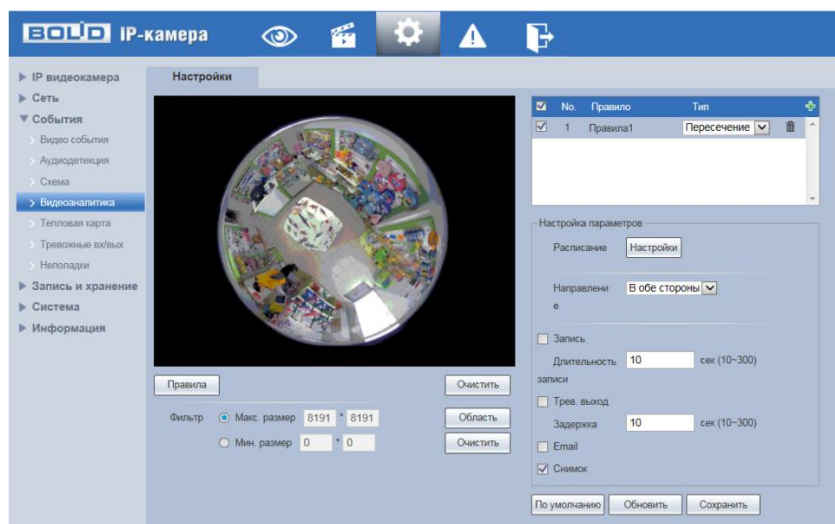 BOLID IP-камера
IP видеокамера
Сеть
События
Видео события
Аудиодетекция
Схема
Видеоаналитика
Тепловая карта
Тревожные вх/вых
Неполадки
Запись и хранение
Система
Информация
Настройки
Правила
Очистить
Фильтр Макс. размер 8191 * 8191 Область
Мин. размер 0 * 0 Очистить
No. Правило Тип
1 Правила1 Пересечение
Настройка параметров
Расписание Настройки
Направлени В обе стороны
е
Запись
Длительность 10 сек (10~300)
записи
Трев. выход
Задержка 10 сек (10~300)
Email
Снимок
По умолчанию Обновить Сохранить